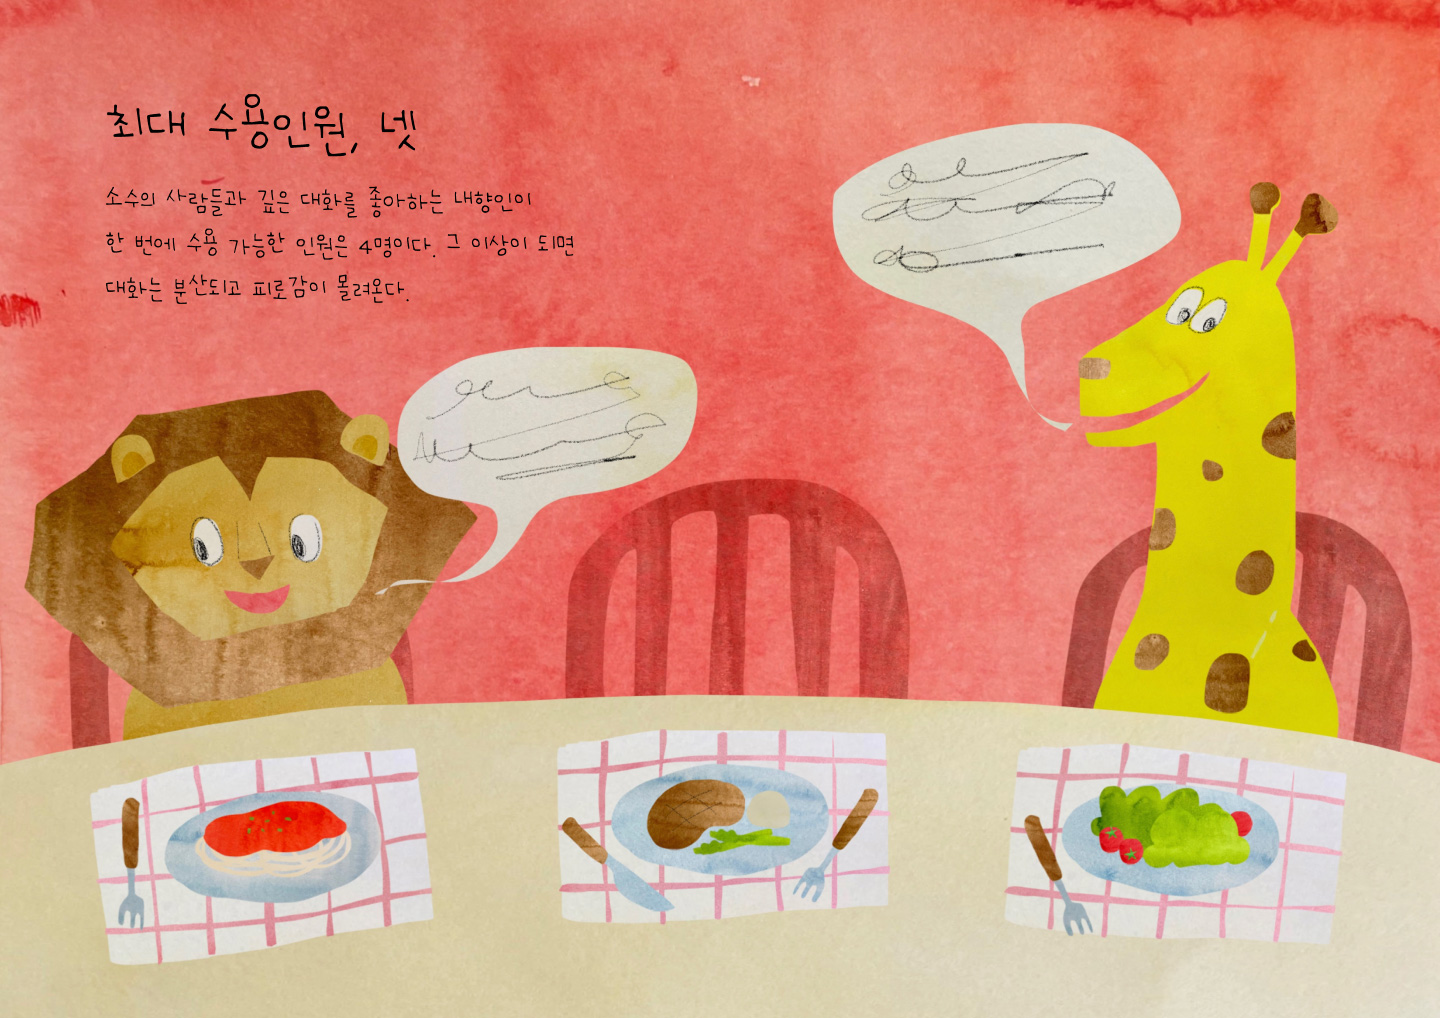 최대 수용인원, 넷
소수의 사람들과 깊은 대화를 좋아하는 내향인이
한 번에 수용 가능한 인원은 4명이다. 그 이상이 되면
대화는 분산되고 피로감이 몰려온다.